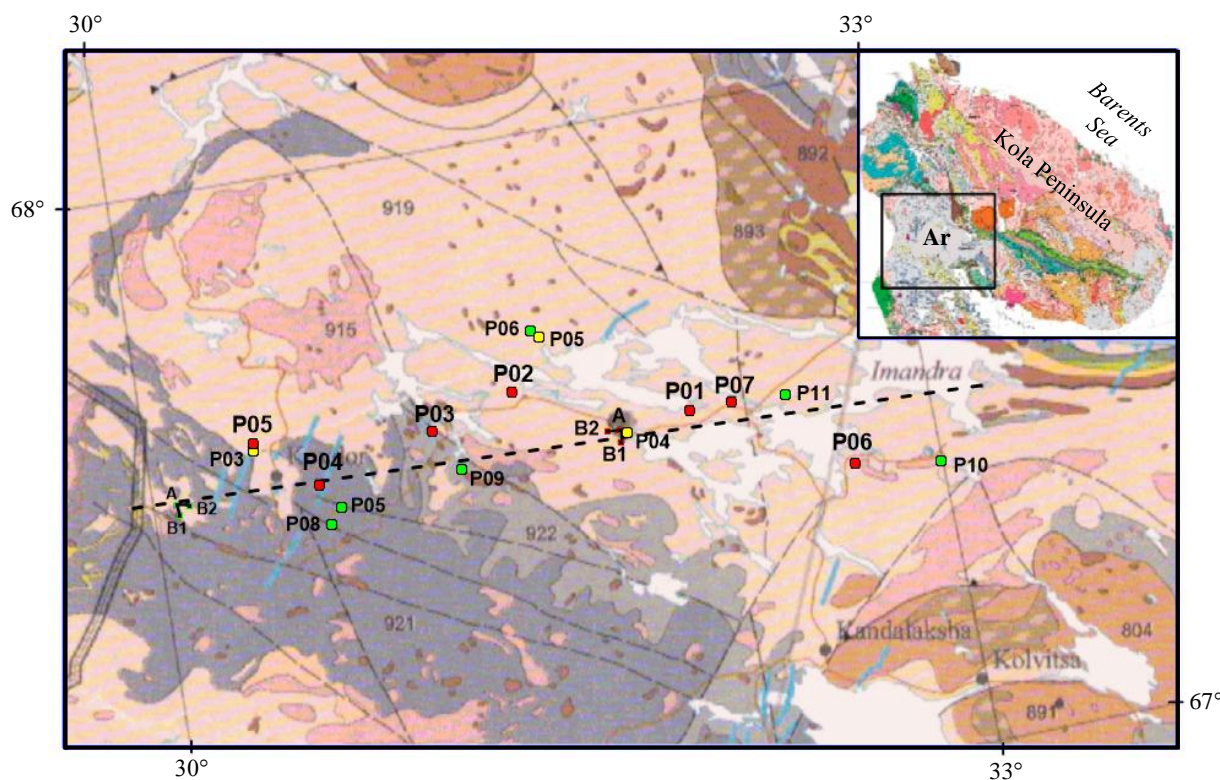 30°
33°
Barents
Sea
Kola Peninsula
Ar
892
68°
919
893
915
P06
P05
Imandra
P02
P01
P07
P11
P03
A
B2
P04
B1
P05
P03
P04
P06
P10
P09
A
B2
B1
P05
P08
922
921
Kandalaksha
804
Kolvitsa
891
67°
30°
33°